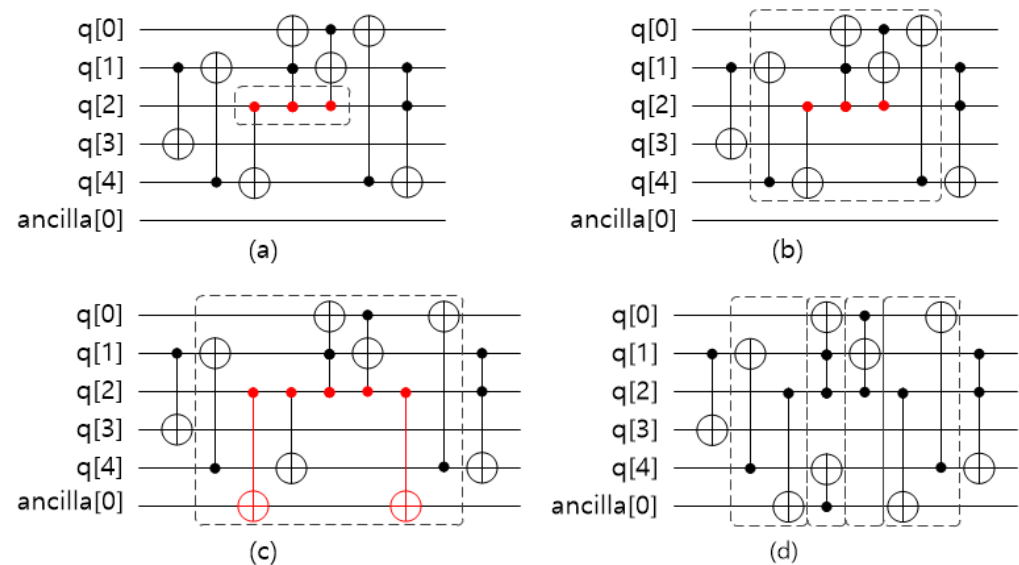 q[0]
q[1]
q[2]
q[3]
q[4]
ancilla[0]
(a)
q[0]
q[1]
q[2]
q[3]
q[4]
ancilla[0]
(b)
q[0]
q[1]
q[2]
q[3]
q[4]
ancilla[0]
(c)
q[0]
q[1]
q[2]
q[3]
q[4]
ancilla[0]
(d)